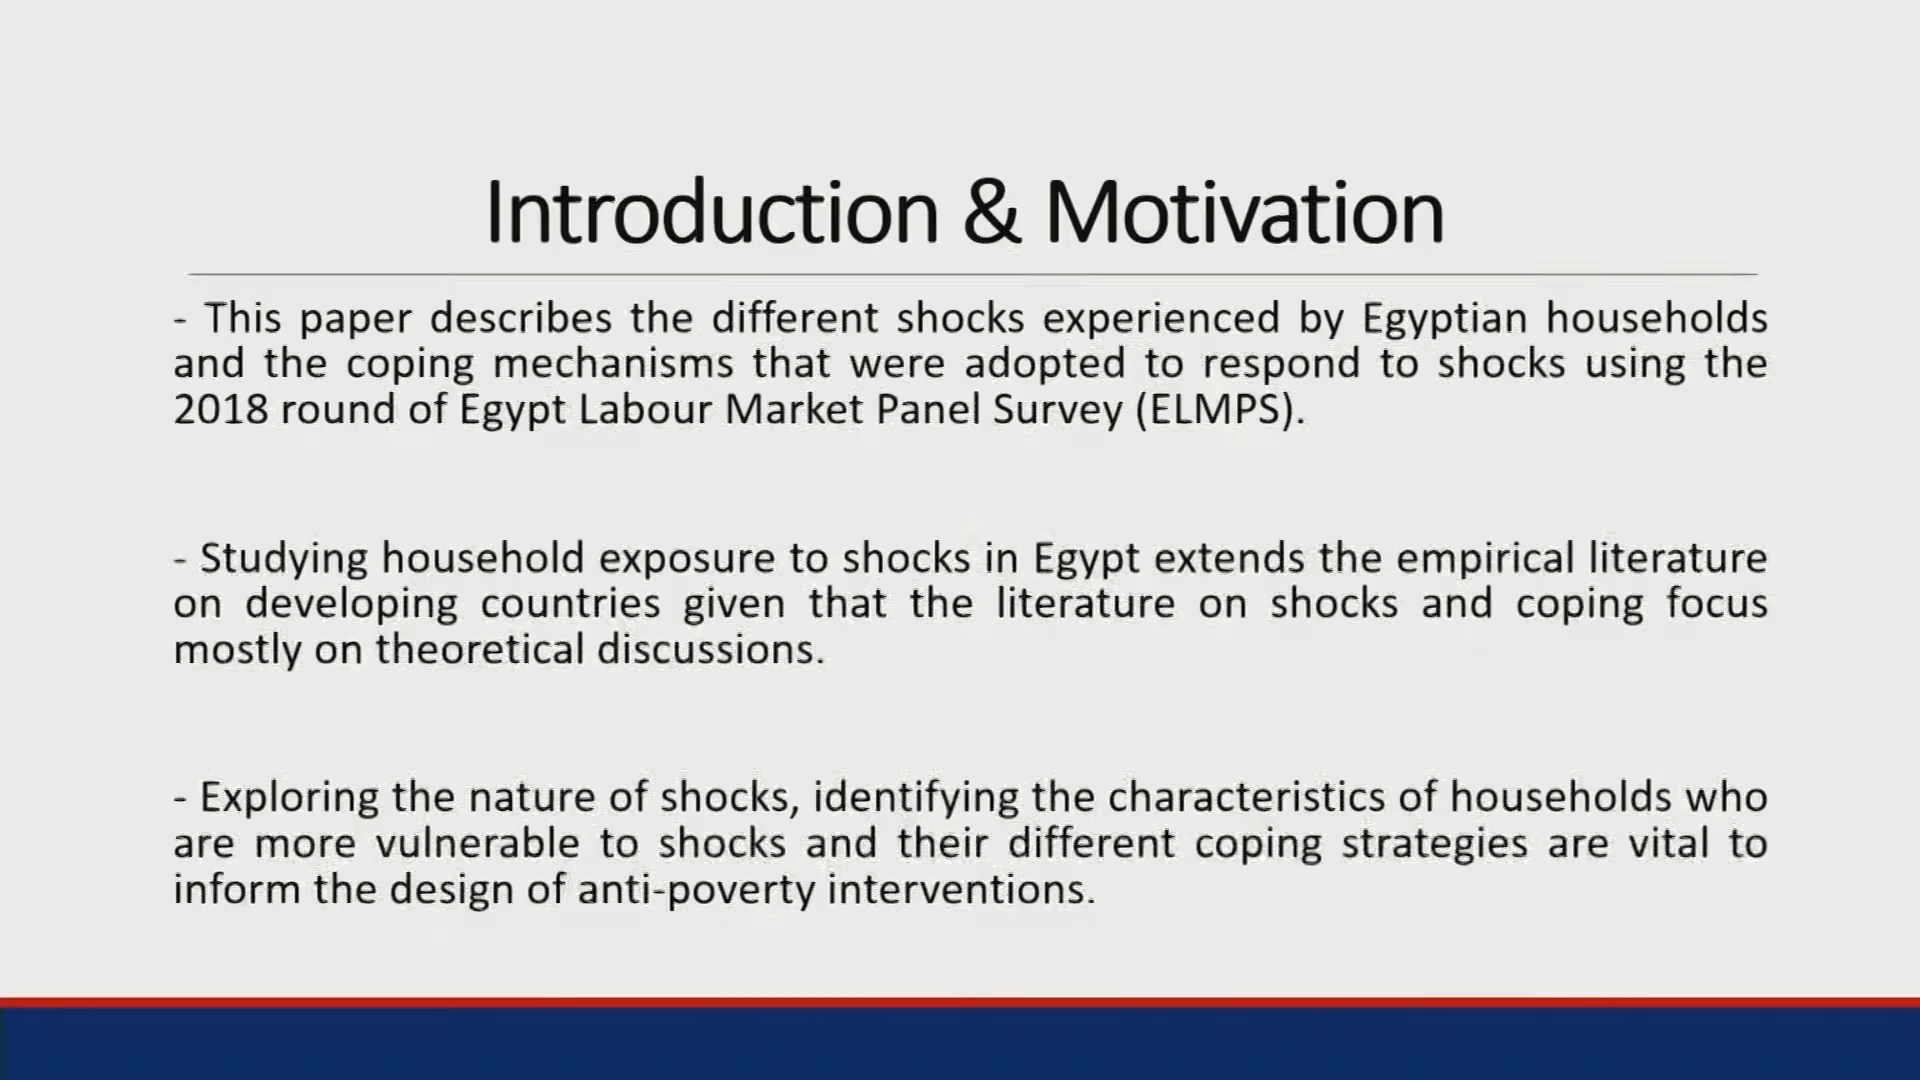 Introduction & Motivation
- This paper describes the different shocks experienced by Egyptian households
and the coping mechanisms that were adopted to respond to shocks using the
2018 round of Egypt Labour Market Panel Survey (ELMPS).
- Studying household exposure to shocks in Egypt extends the empirical literature
on developing countries given that the literature on shocks and coping focus
mostly on theoretical discussions.
- Exploring the nature of shocks, identifying the characteristics of households who
are more vulnerable to shocks and their different coping strategies are vital to
inform the design of anti-poverty interventions.